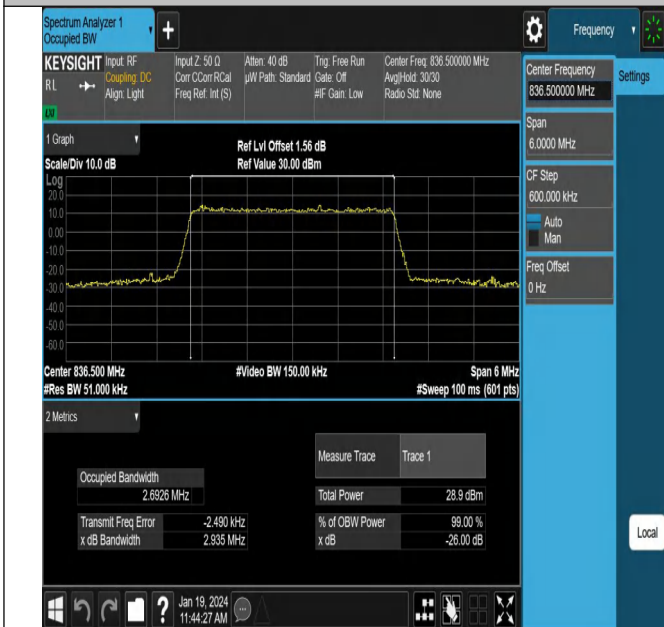 Spectrum Analyzer 1
Occupied BW
Frequency
KEYSIGHT
RL
LXI
Input: RF
Coupling: DC
Align: Light
Input Z: 50 Ω
Corr CCorr RCal
Freq Ref: Int (S)
Atten: 40 dB
µW Path: Standard
Trig: Free Run
Gate: Off
#IF Gain: Low
Center Freq: 836.500000 MHz
Avg|Hold: 30/30
Radio Std: None
Center Frequency
836.500000 MHz
Settings
Span
6.0000 MHz
CF Step
600.000 kHz
Auto
Man
Freq Offset
0 Hz
1 Graph
Scale/Div 10.0 dB
Ref Lvl Offset 1.56 dB
Ref Value 30.00 dBm
Log
20.0
10.0
0.00
-10.0
-20.0
-30.0
-40.0
-50.0
-60.0
Center 836.500 MHz
#Video BW 150.00 kHz
Span 6 MHz
#Res BW 51.000 kHz
#Sweep 100 ms (601 pts)
2 Metrics
Measure Trace Trace 1
Occupied Bandwidth
2.6926 MHz
Total Power 28.9 dBm
Transmit Freq Error -2.490 kHz
% of OBW Power 99.00 %
x dB Bandwidth 2.935 MHz
x dB -26.00 dB
Local
?
Jan 19, 2024
11:44:27 AM